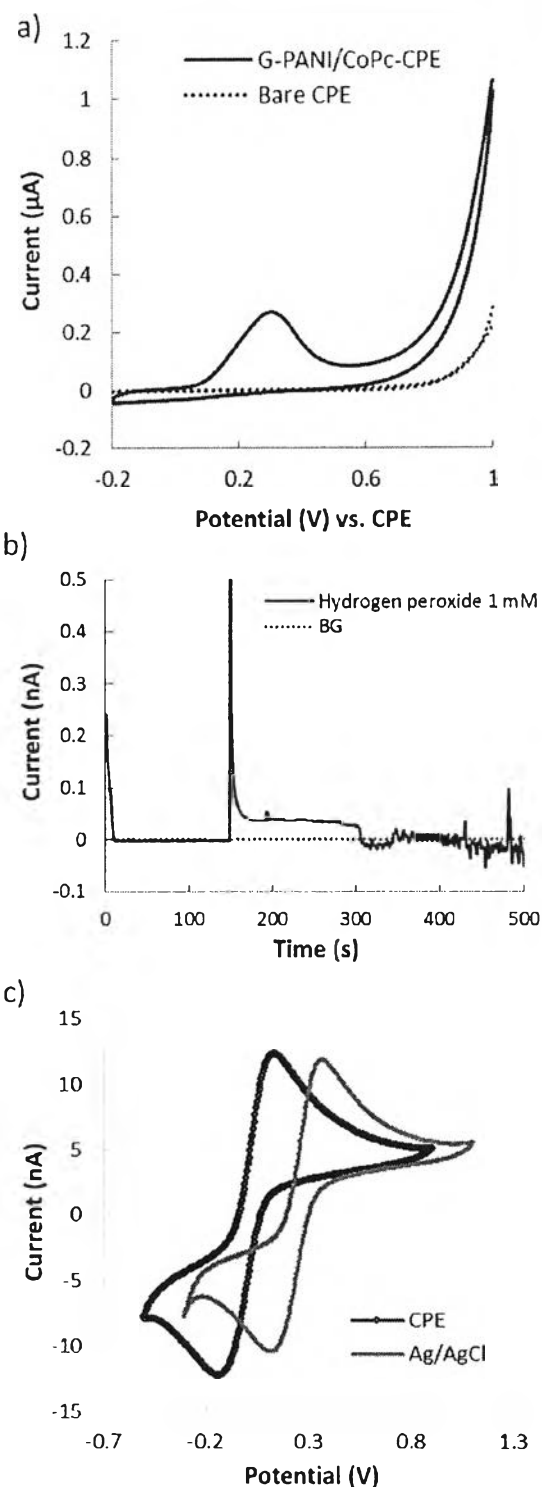 a)
1.2
G-PANI/CoPc-CPE
1
Bare CPE
0.8
0.6
0.4
0.2
0
-0.2
Current (µA)
-0.2 0.2 0.6 1
Potential (V) vs. CPE
b)
0.5
Hydrogen peroxide 1 mM
0.4
BG
0.3
0.2
0.1
0
-0.1
Current (nA)
0 100 200 300 400 500
Time (s)
c)
15
10
5
0
-5
-10
-15
Current (nA)
CPE
Ag/AgCl
-0.7 -0.2 0.3 0.8 1.3
Potential (V)